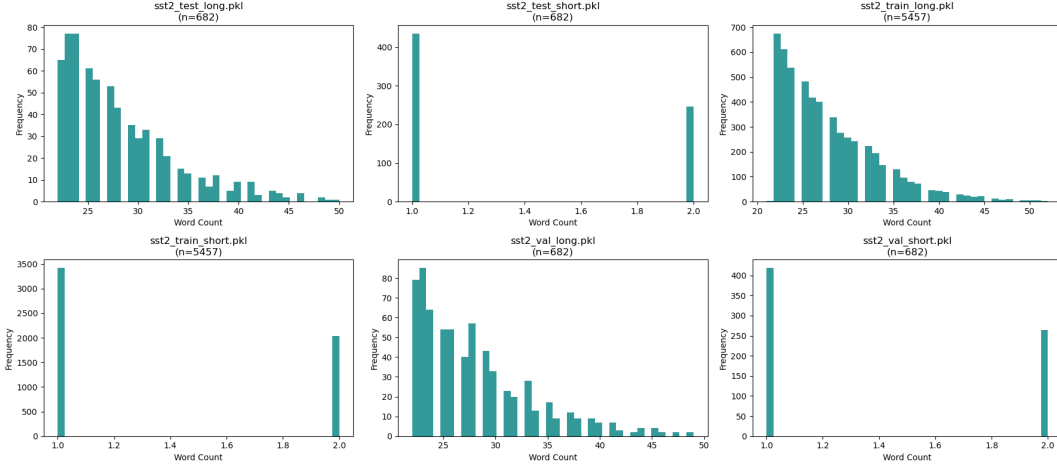 sst2_test_long.pkl
(n=682)
80
70
60
50
40
30
20
10
0
Frequency
25 30 35 40 45 50
Word Count
sst2_test_short.pkl
(n=682)
400
300
200
100
0
Frequency
1.0 1.2 1.4 1.6 1.8 2.0
Word Count
sst2_train_long.pkl
(n=5457)
700
600
500
400
300
200
100
0
Frequency
20 25 30 35 40 45 50
Word Count
sst2_train_short.pkl
(n=5457)
3500
3000
2500
2000
1500
1000
500
0
Frequency
1.0 1.2 1.4 1.6 1.8 2.0
Word Count
sst2_val_long.pkl
(n=682)
80
70
60
50
40
30
20
10
0
Frequency
25 30 35 40 45 50
Word Count
sst2_val_short.pkl
(n=682)
400
350
300
250
200
150
100
50
0
Frequency
1.0 1.2 1.4 1.6 1.8 2.0
Word Count